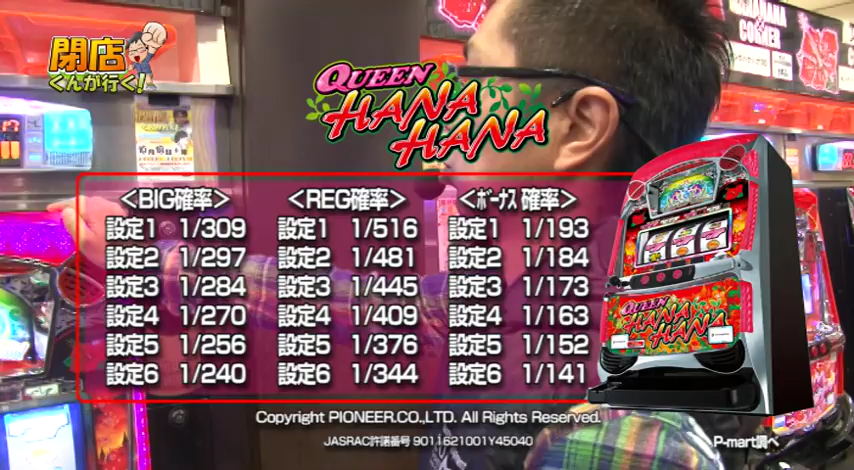 閉店
くんが行く!
QUEEN
HANA
HANA
CORNER
<BIG確率> <REG確率> <ボーナス 確率>
設定1 1/309 設定1 1/516 設定1 1/193
設定2 1/297 設定2 1/481 設定2 1/184
設定3 1/284 設定3 1/445 設定3 1/173
設定4 1/270 設定4 1/409 設定4 1/163
設定5 1/256 設定5 1/376 設定5 1/152
設定6 1/240 設定6 1/344 設定6 1/141
QUEEN
HANA
HANA
Copyright PIONEER.CO.,LTD. All Rights Reserved.
JASRAC許諾番号 9011621001Y45040
P-mart調べ